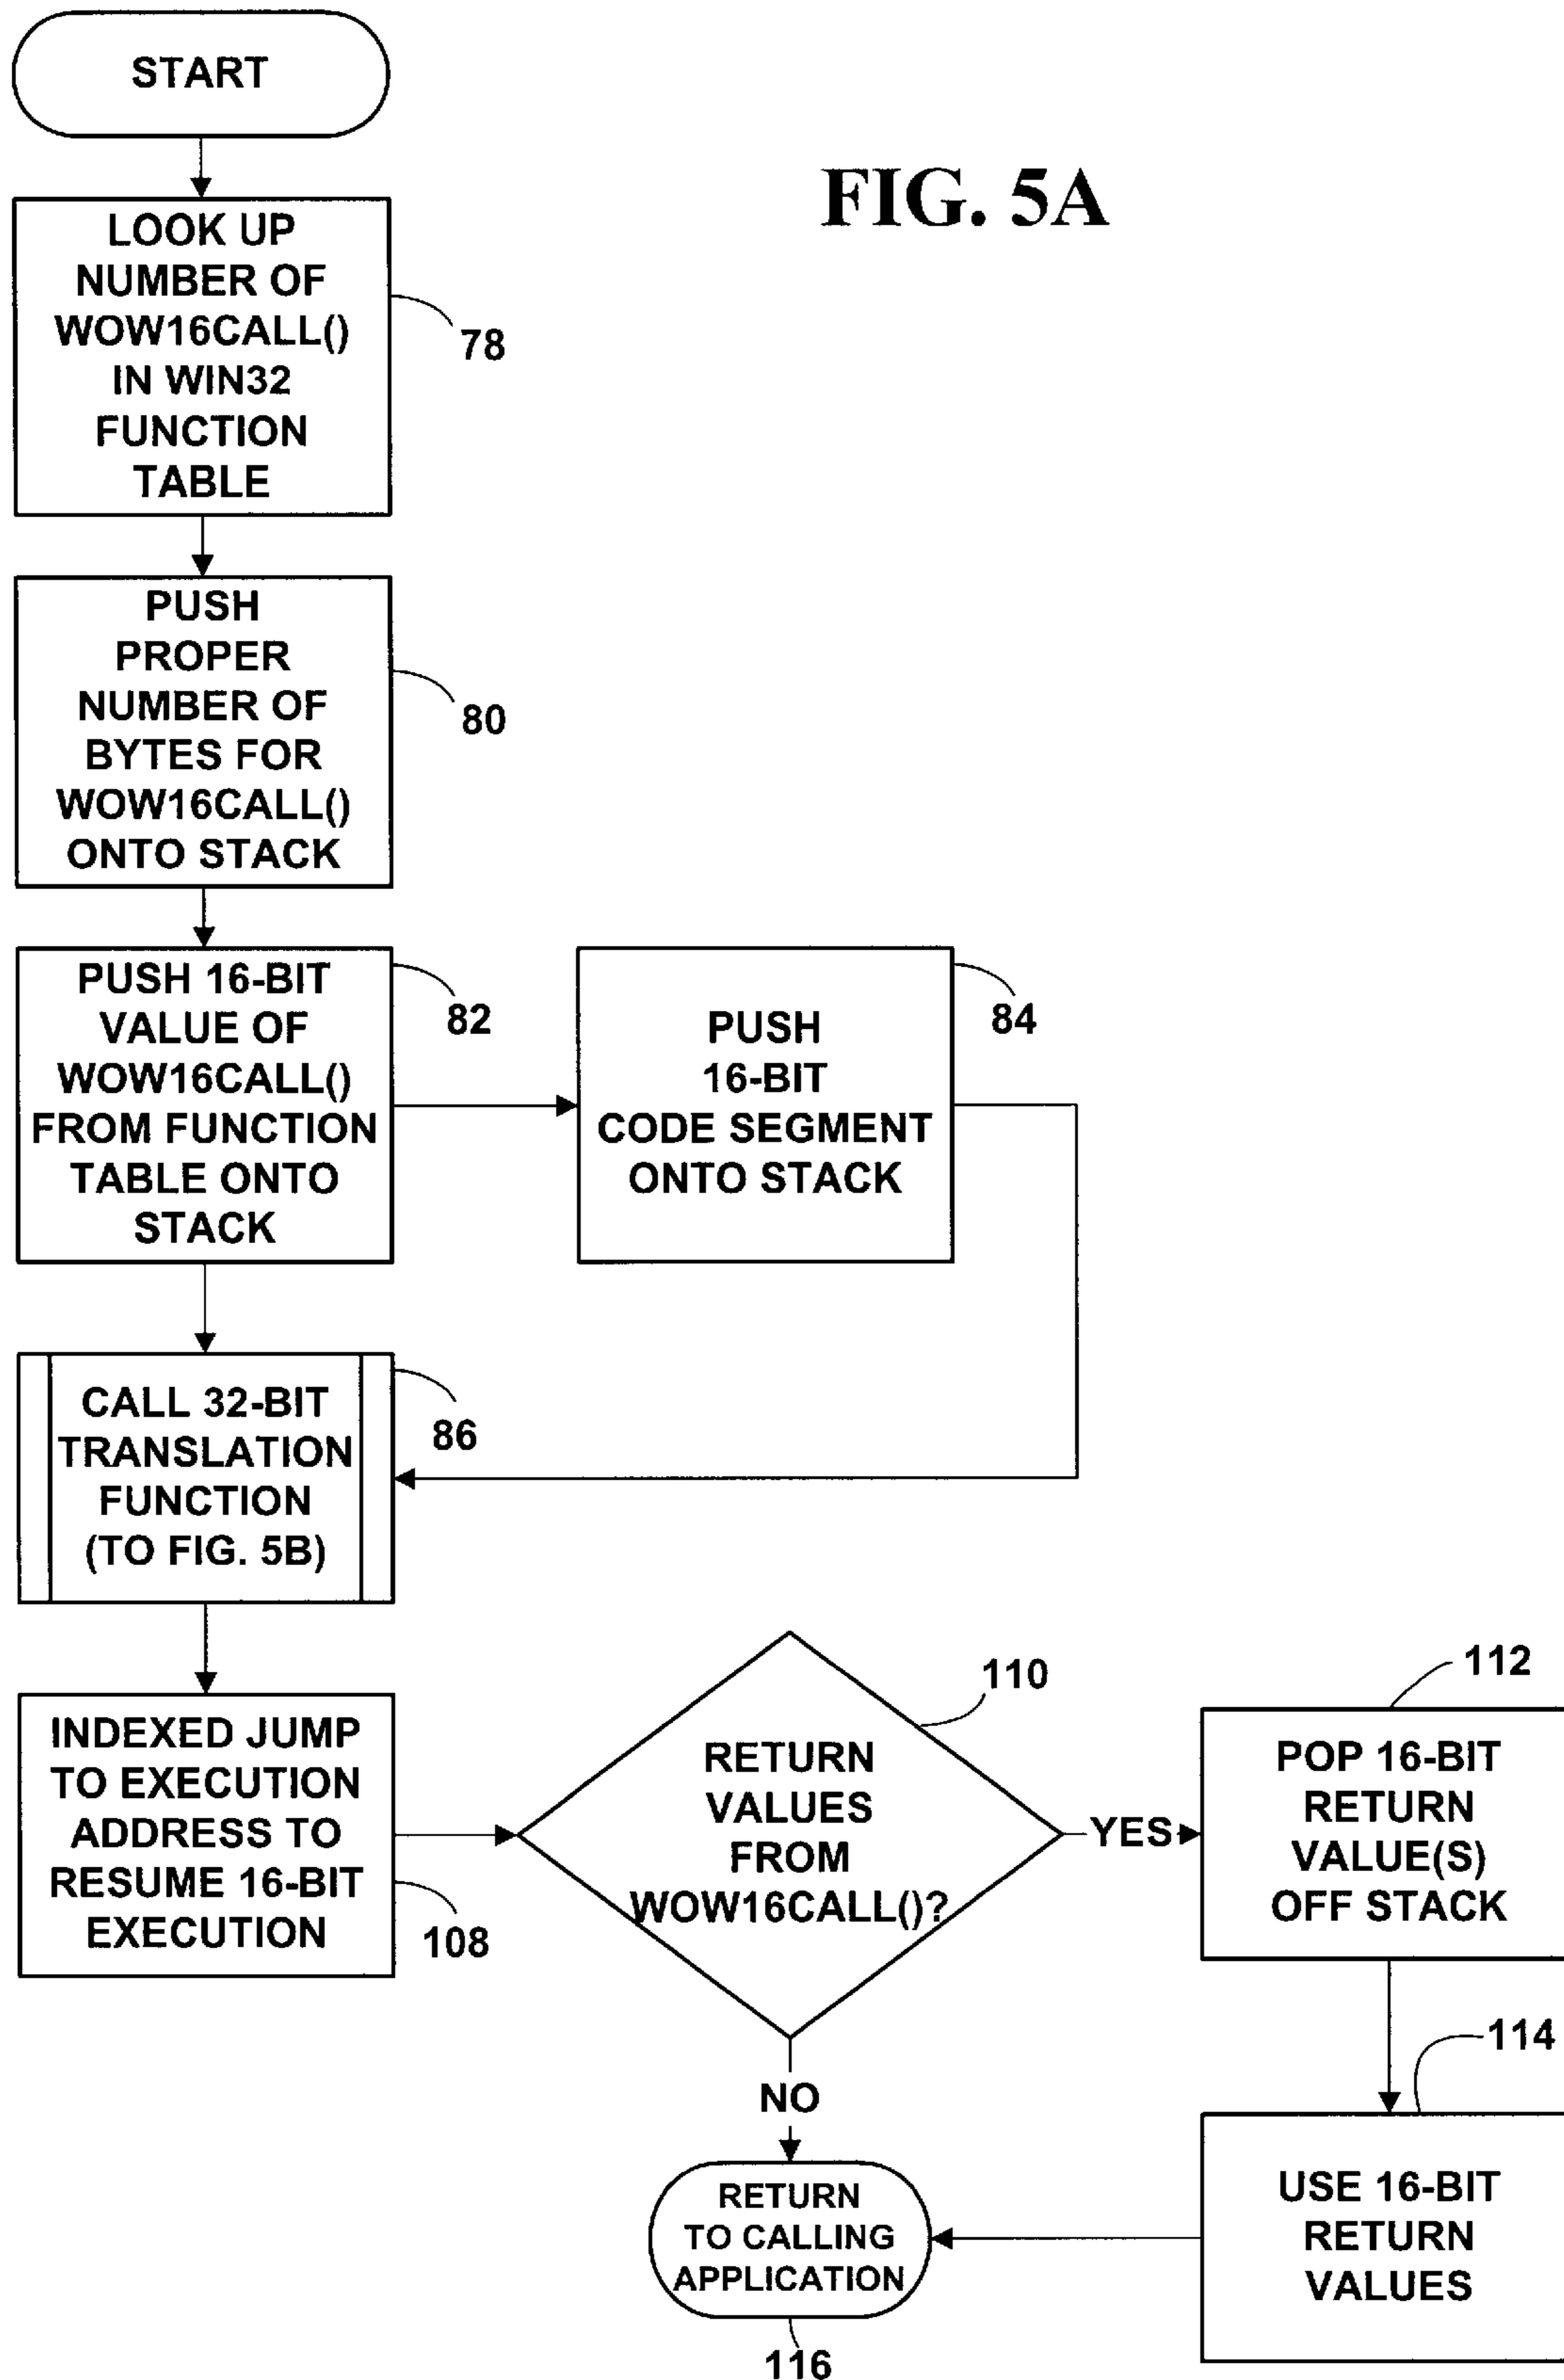 START
FIG. 5A
LOOK UP
NUMBER OF
WOW16CALL()
IN WIN32
FUNCTION
TABLE
78
PUSH
PROPER
NUMBER OF
BYTES FOR
WOW16CALL()
ONTO STACK
80
PUSH 16-BIT
VALUE OF
WOW16CALL()
FROM FUNCTION
TABLE ONTO
STACK
82
PUSH
16-BIT
CODE SEGMENT
ONTO STACK
84
CALL 32-BIT
TRANSLATION
FUNCTION
(TO FIG. 5B)
86
INDEXED JUMP
TO EXECUTION
ADDRESS TO
RESUME 16-BIT
EXECUTION
108
RETURN
VALUES
FROM
WOW16CALL()?
110
YES
POP 16-BIT
RETURN
VALUE(S)
OFF STACK
112
USE 16-BIT
RETURN
VALUES
114
NO
RETURN
TO CALLING
APPLICATION
116